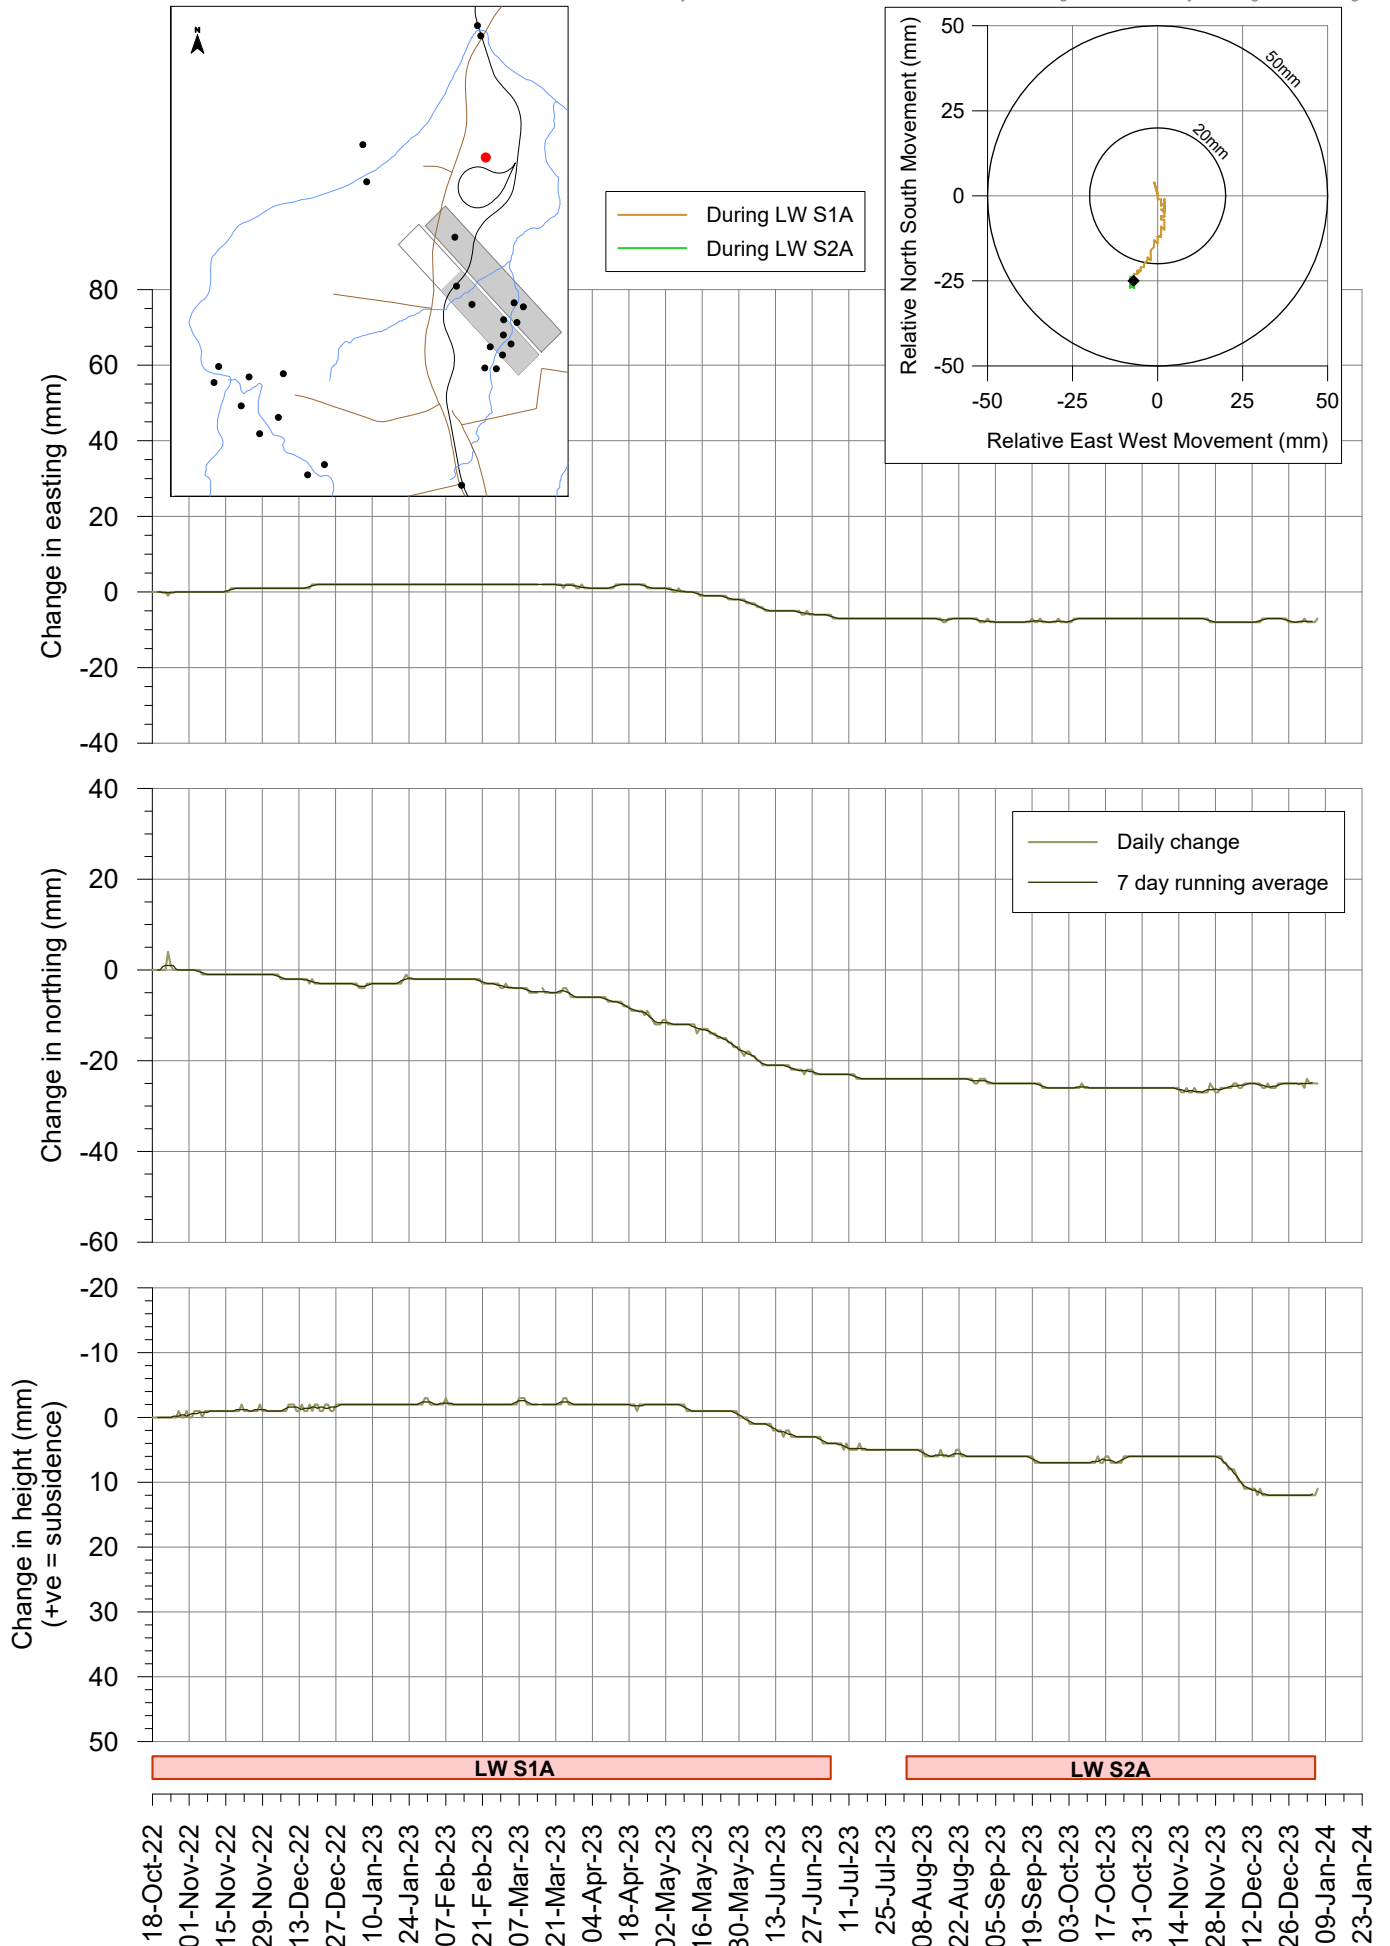 N
50mm
20mm
Relative North South Movement (mm)
50
25
0
-25
-50
-50
-25
0
25
50
Relative East West Movement (mm)
During LW S1A
During LW S2A
Change in easting (mm)
80
60
40
20
0
-20
-40
Change in northing (mm)
40
20
0
-20
-40
-60
Daily change
7 day running average
Change in height (mm)
(+ve = subsidence)
-20
-10
0
10
20
30
40
50
LW S1A
LW S2A
18-Oct-22
01-Nov-22
15-Nov-22
29-Nov-22
13-Dec-22
27-Dec-22
10-Jan-23
24-Jan-23
07-Feb-23
21-Feb-23
07-Mar-23
21-Mar-23
04-Apr-23
18-Apr-23
02-May-23
16-May-23
30-May-23
13-Jun-23
27-Jun-23
11-Jul-23
25-Jul-23
08-Aug-23
22-Aug-23
05-Sep-23
19-Sep-23
03-Oct-23
17-Oct-23
31-Oct-23
14-Nov-23
28-Nov-23
12-Dec-23
26-Dec-23
09-Jan-24
23-Jan-24